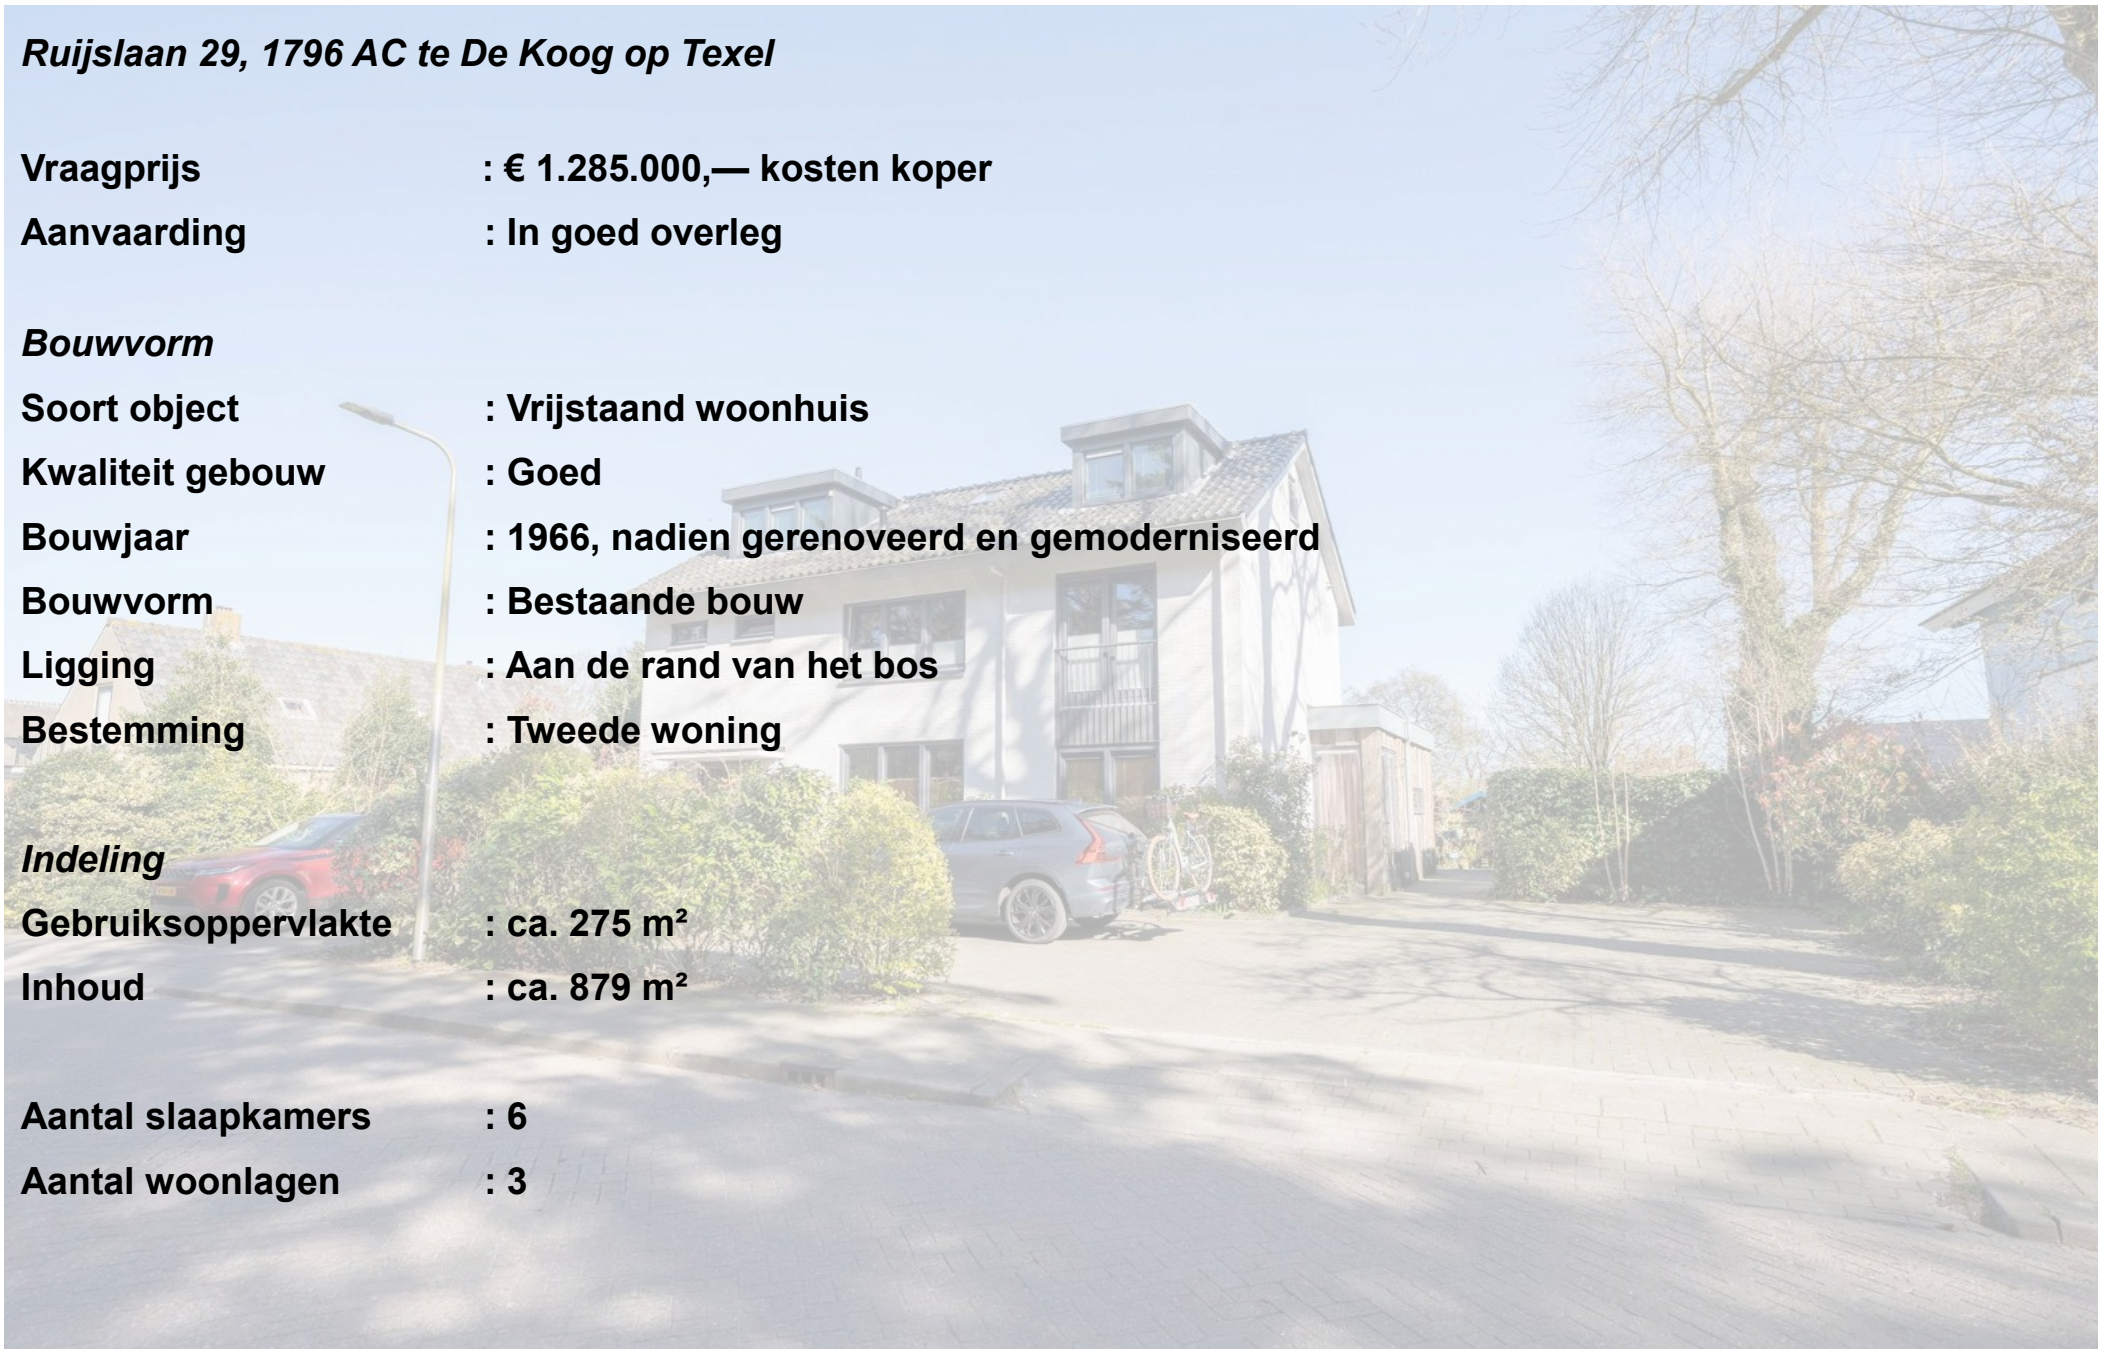 Ruijslaan 29, 1796 AC te De Koog op Texel
Vraagprijs : € 1.285.000,— kosten koper
Aanvaarding : In goed overleg
Bouwvorm
Soort object : Vrijstaand woonhuis
Kwaliteit gebouw : Goed
Bouwjaar : 1966, nadien gerenoveerd en gemoderniseerd
Bouwvorm : Bestaande bouw
Ligging : Aan de rand van het bos
Bestemming : Tweede woning
Indeling
Gebruiksoppervlakte : ca. 275 m²
Inhoud : ca. 879 m²
Aantal slaapkamers : 6
Aantal woonlagen : 3